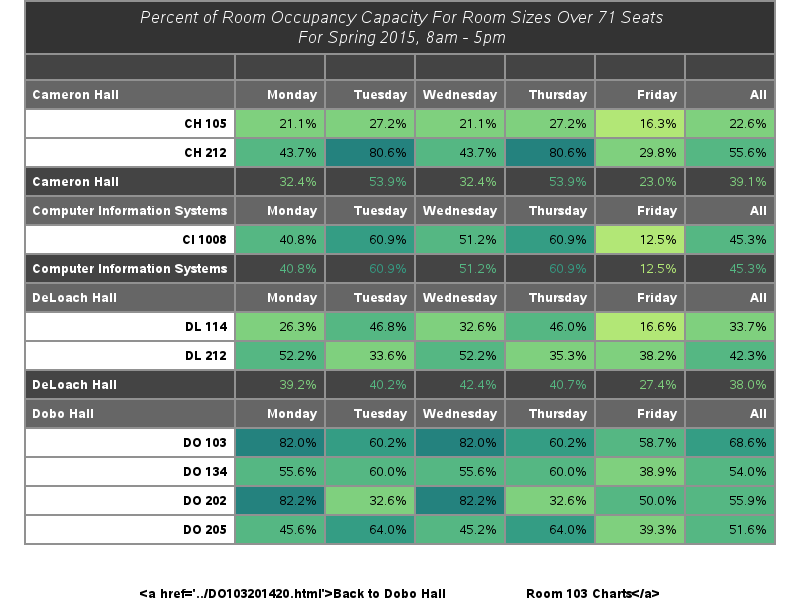 Percent of Room Occupancy Capacity For Room Sizes Over 71 Seats
For Spring 2015, 8am - 5pm
Cameron Hall Monday Tuesday Wednesday Thursday Friday All
CH 105 21.1% 27.2% 21.1% 27.2% 16.3% 22.6%
CH 212 43.7% 80.6% 43.7% 80.6% 29.8% 55.6%
Cameron Hall 32.4% 53.9% 32.4% 53.9% 23.0% 39.1%
Computer Information Systems Monday Tuesday Wednesday Thursday Friday All
CI 1008 40.8% 60.9% 51.2% 60.9% 12.5% 45.3%
Computer Information Systems 40.8% 60.9% 51.2% 60.9% 12.5% 45.3%
DeLoach Hall Monday Tuesday Wednesday Thursday Friday All
DL 114 26.3% 46.8% 32.6% 46.0% 16.6% 33.7%
DL 212 52.2% 33.6% 52.2% 35.3% 38.2% 42.3%
DeLoach Hall 39.2% 40.2% 42.4% 40.7% 27.4% 38.0%
Dobo Hall Monday Tuesday Wednesday Thursday Friday All
DO 103 82.0% 60.2% 82.0% 60.2% 58.7% 68.6%
DO 134 55.6% 60.0% 55.6% 60.0% 38.9% 54.0%
DO 202 82.2% 32.6% 82.2% 32.6% 50.0% 55.9%
DO 205 45.6% 64.0% 45.2% 64.0% 39.3% 51.6%
<a href='../DO103201420.html'>Back to Dobo Hall Room 103 Charts</a>